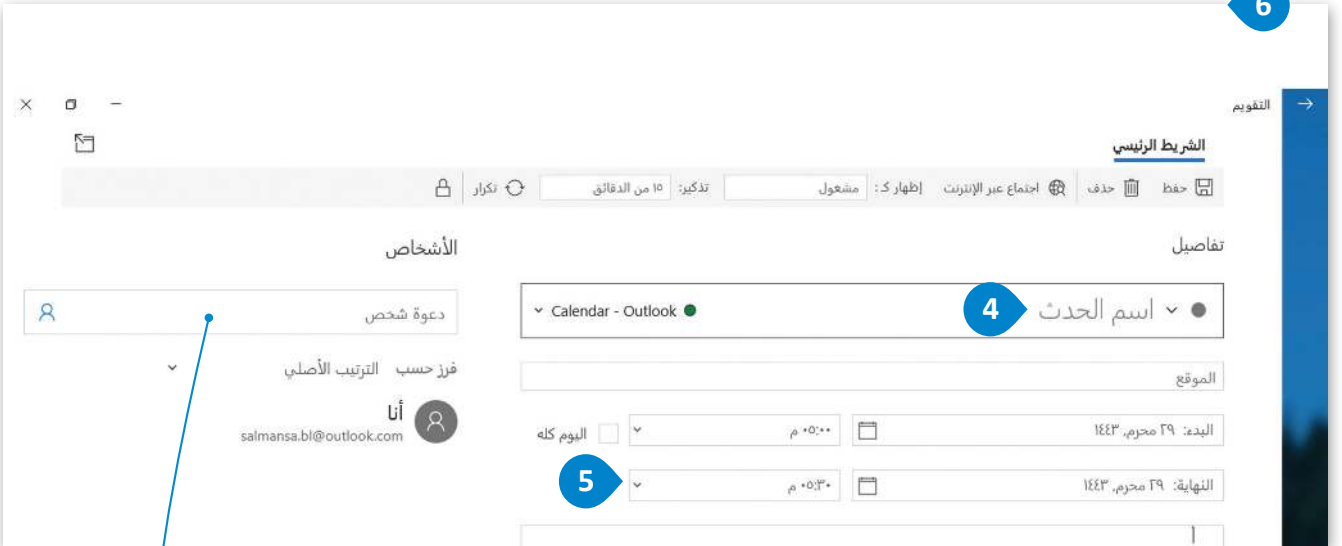 6
التقويم
الشريط الرئيسي
حفظ حذف اجتماع عبر الإنترنت إظهار كـ: مشغول تذكير: ١٥ من الدقائق تكرار
تفاصيل
الأشخاص
اسم الحدث 4 Calendar - Outlook
دعوة شخص
الموقع
فرز حسب الترتيب الأصلي
أنا
salmansa.bl@outlook.com
البدء: ٢٩ محرم, ١٤٤٣ ٠٥:٠٠ م اليوم كله
النهاية: ٢٩ محرم, ١٤٤٣ ٠٥:٣٠ م 5
أ